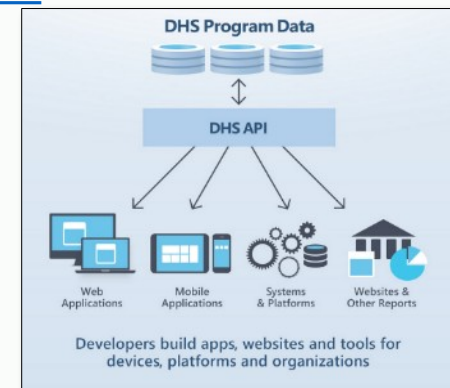 DHS Program Data
DHS API
Web
Applications
Mobile
Applications
Systems
& Platforms
Websites &
Other Reports
Developers build apps, websites and tools for
devices, platforms and organizations